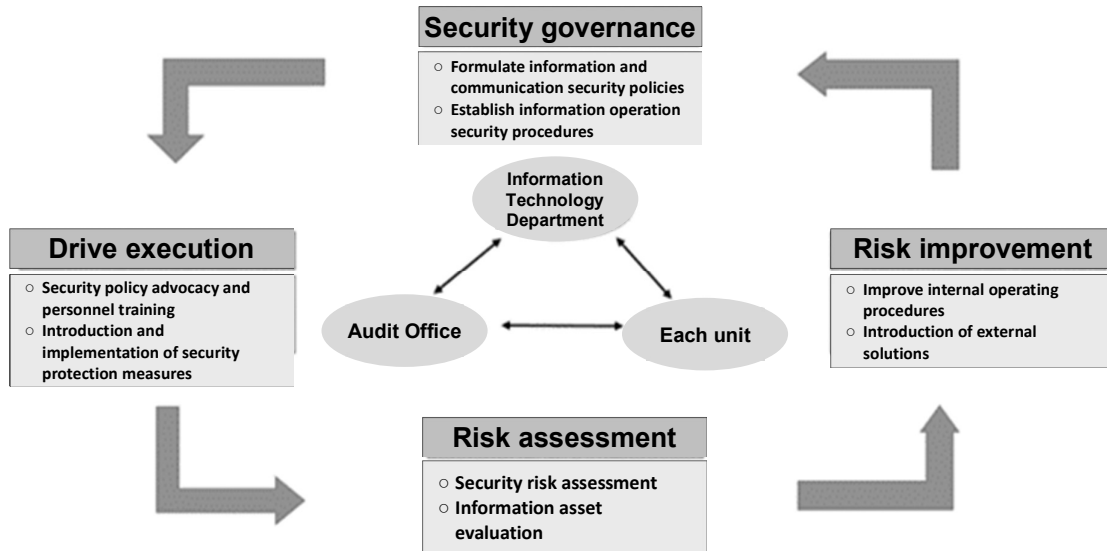 Security governance
○ Formulate information and
communication security policies
○ Establish information operation
security procedures
Information
Technology
Department
Drive execution
○ Security policy advocacy and
personnel training
○ Introduction and
implementation of security
protection measures
Audit Office
Each unit
Risk improvement
○ Improve internal operating
procedures
○ Introduction of external
solutions
Risk assessment
○ Security risk assessment
○ Information asset
evaluation